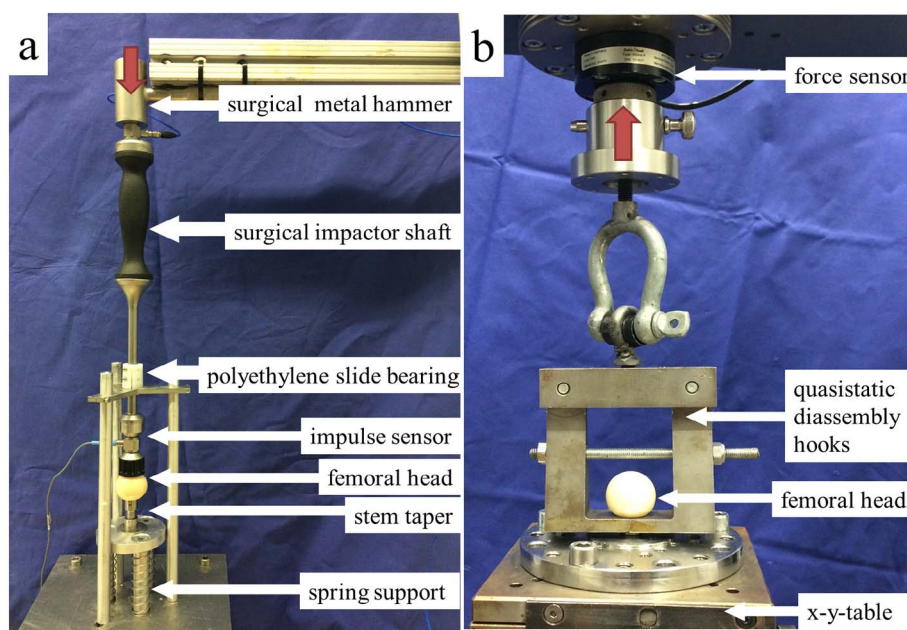 a
surgical metal hammer
surgical impactor shaft
polyethylene slide bearing
impulse sensor
femoral head
stem taper
spring support
b
force sensor
quasistatic
diassembly
hooks
femoral head
x-y-table